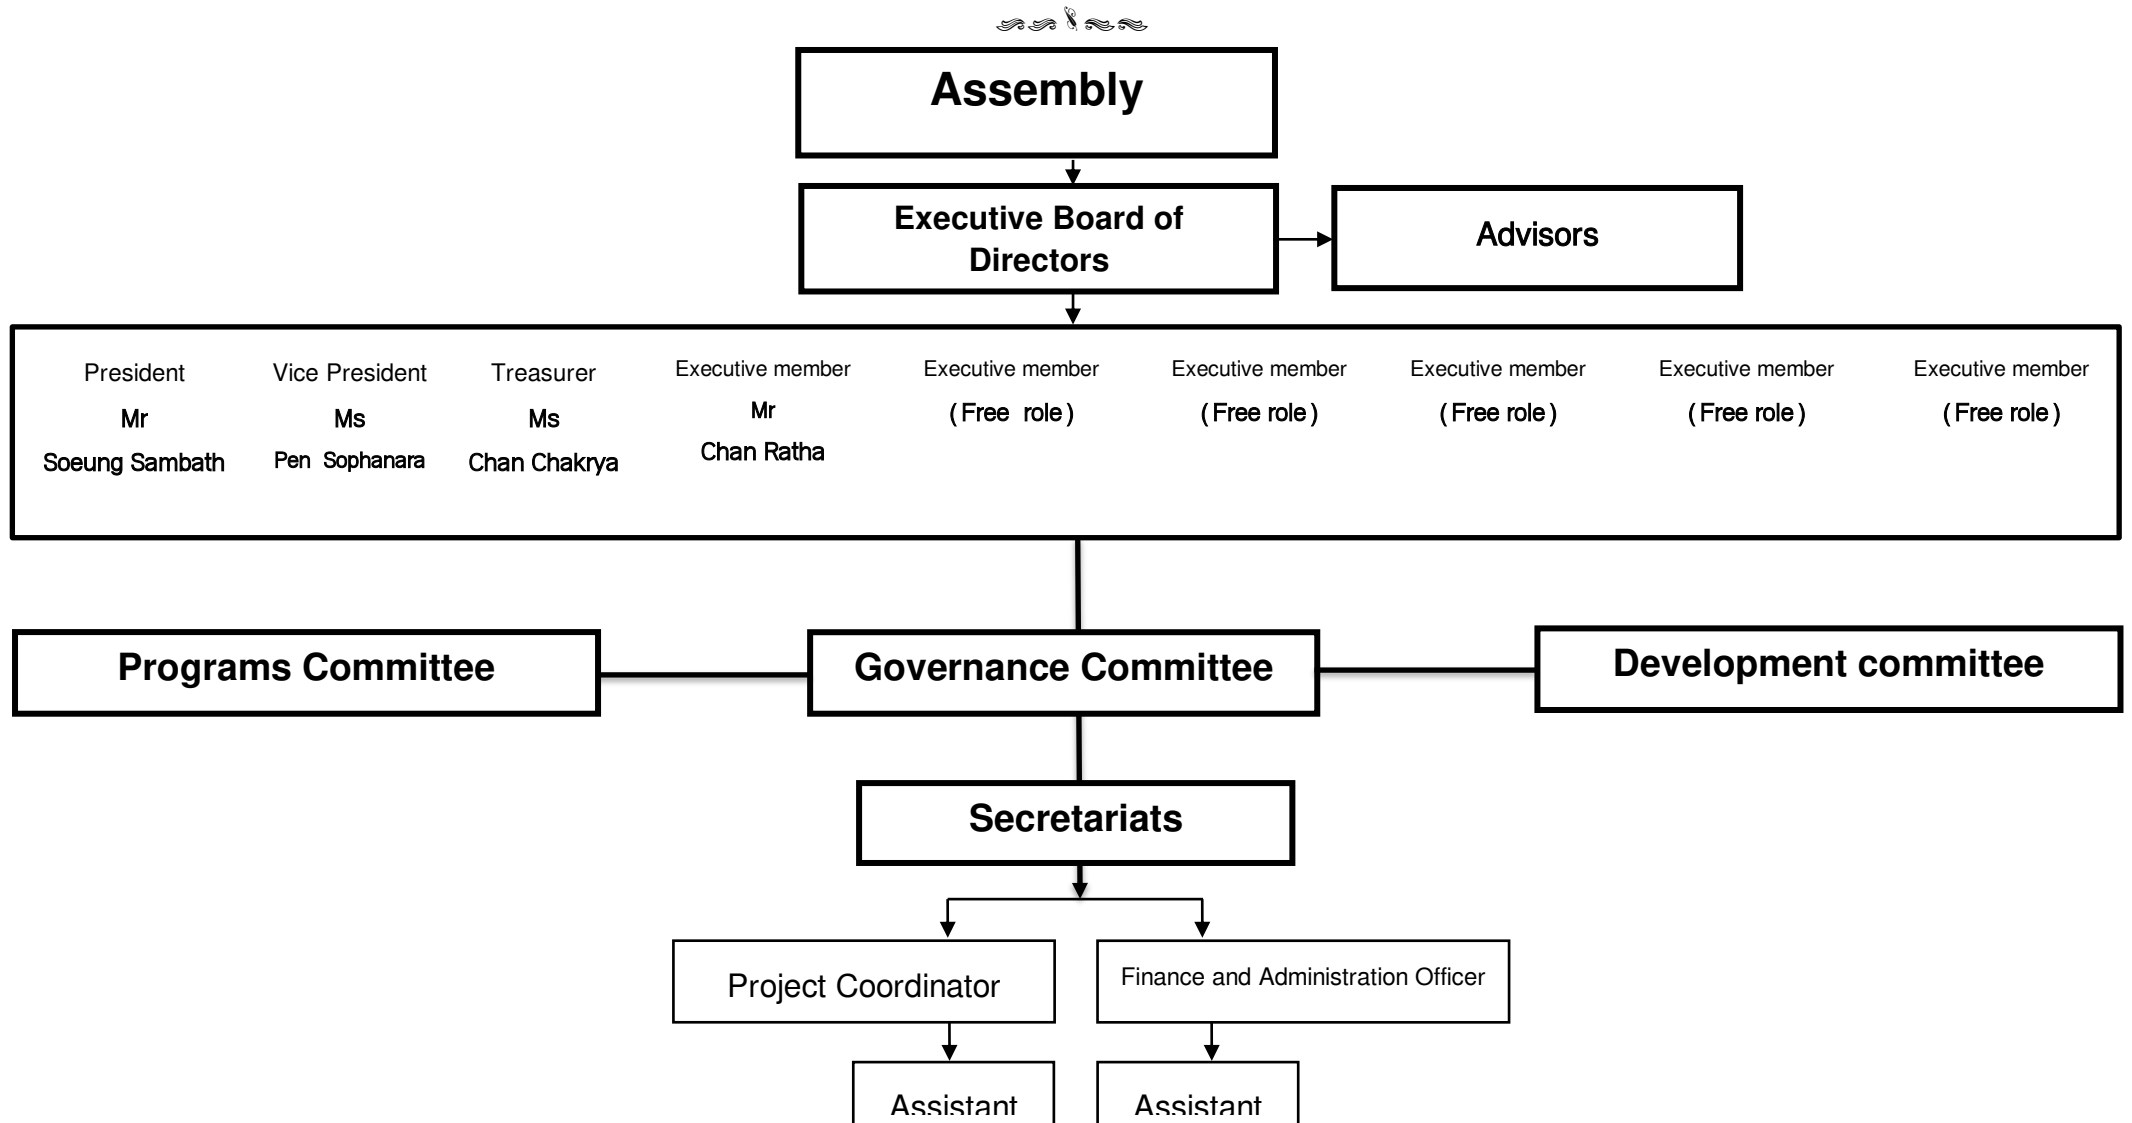 Assembly
Executive Board of
Directors
Advisors
President
Mr
Soeung Sambath
Vice President
Ms
Pen Sophanara
Treasurer
Ms
Chan Chakrya
Executive member
Mr
Chan Ratha
Executive member
(Free role)
Executive member
(Free role)
Executive member
(Free role)
Executive member
(Free role)
Executive member
(Free role)
Programs Committee
Governance Committee
Development committee
Secretariats
Project Coordinator
Finance and Administration Officer
Assistant
Assistant